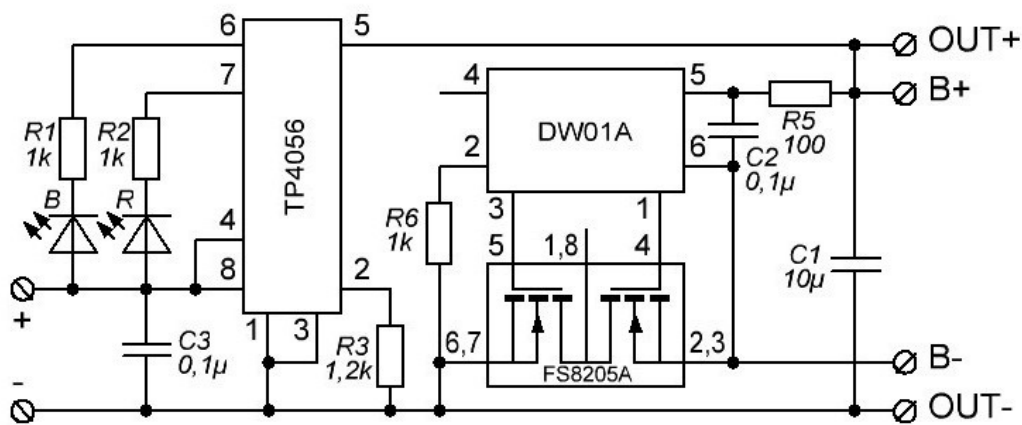 6
5
OUT+
7
4
5
B+
R1
1k
R2
1k
TP4056
DW01A
R5
100
2
6
C2
0,1µ
B
R
3
1
4
R6
1k
5
1,8
4
C1
10µ
8
2
+
1
3
C3
0,1µ
R3
1,2k
6,7
2,3
FS8205A
B-
-
OUT-